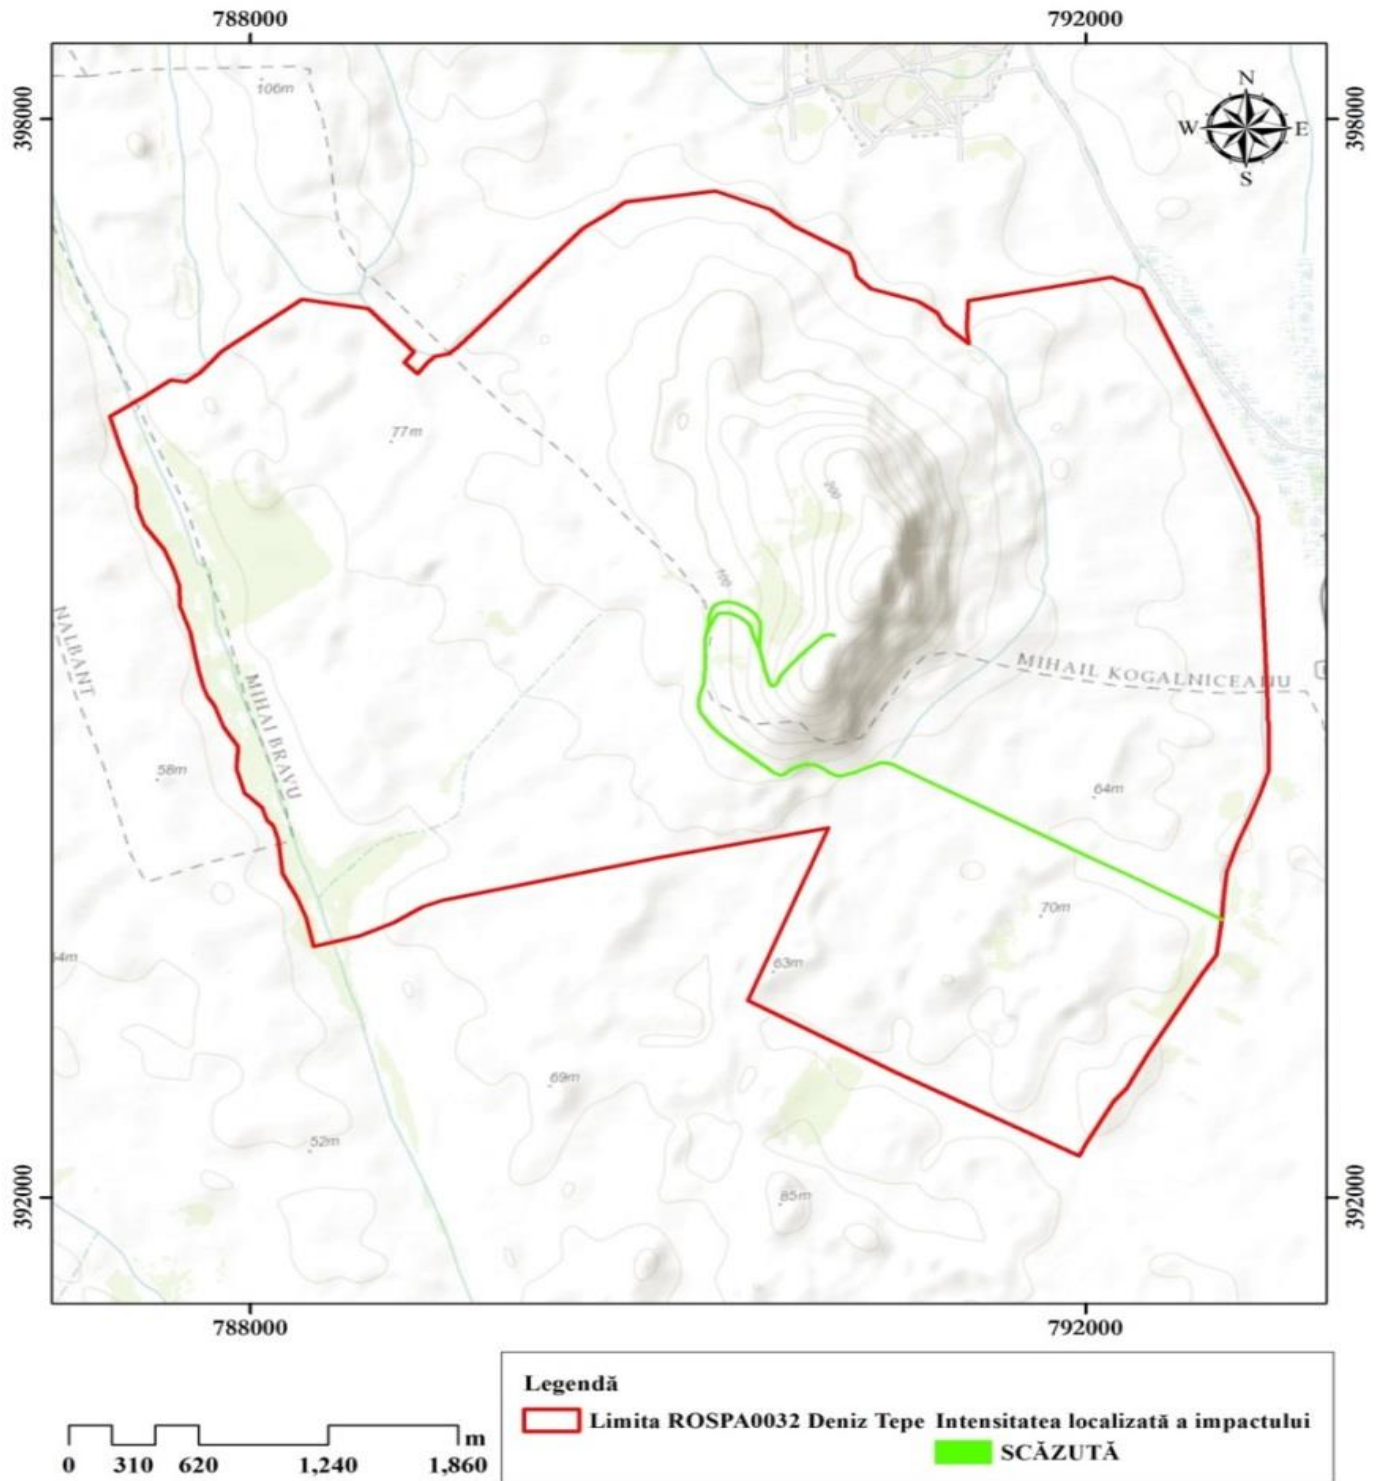 788000 792000
398000 398000
N
W E
S
106m
77m
200
100
NALBANT
MIHAI BRAVU
MIHAIL KOGALNICEANU
58m
64m
70m
63m
69m
52m
85m
392000 392000
788000 792000
Legendă
Limita ROSPA0032 Deniz Tepe Intensitatea localizată a impactului
SCĂZUTĂ
m
0 310 620 1,240 1,860